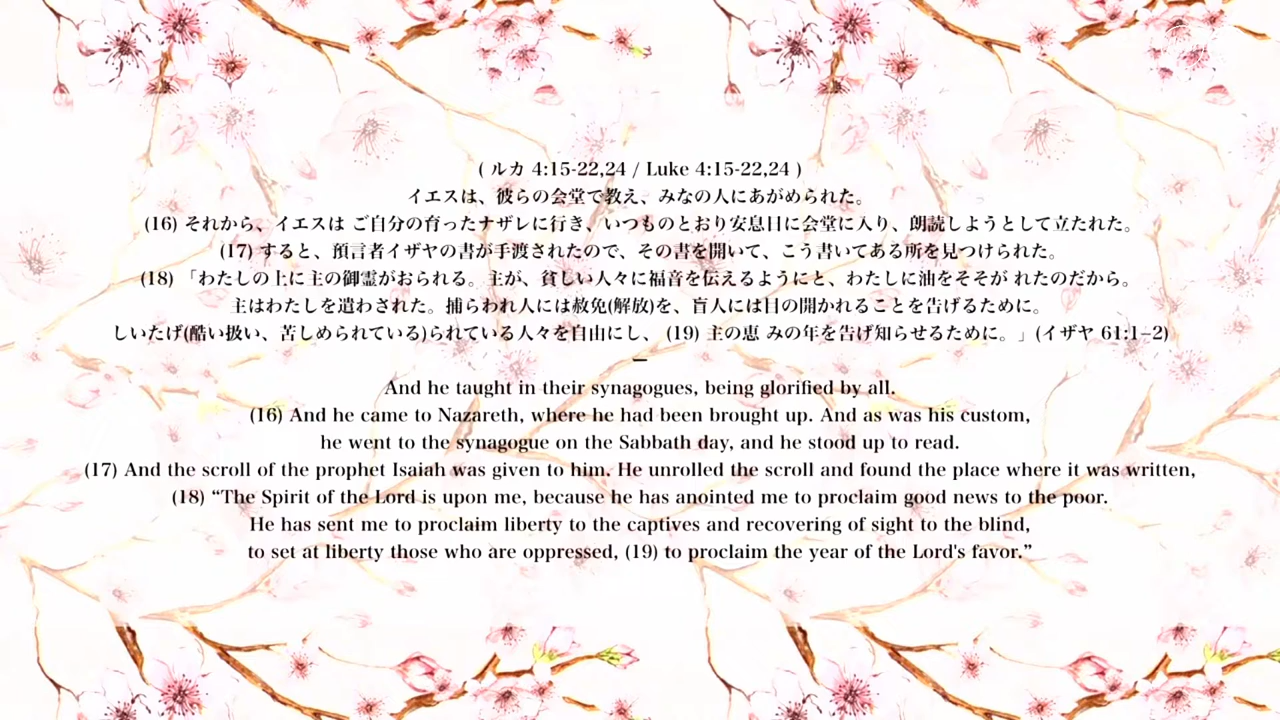 ( ルカ 4:15-22,24 / Luke 4:15-22,24 )
イエスは、彼らの会堂で教え、みなの人にあがめられた。
(16) それから、イエスは ご自分の育ったナザレに行き、いつものとおり安息日に会堂に入り、朗読しようとして立たれた。
(17) すると、預言者イザヤの書が手渡されたので、その書を開いて、こう書いてある所を見つけられた。
(18) 「わたしの上に主の御霊がおられる。主が、貧しい人々に福音を伝えるようにと、わたしに油をそそが れたのだから。
主はわたしを遣わされた。捕らわれ人には赦免(解放)を、盲人には目の開かれることを告げるために。
しいたげ(酷い扱い、苦しめられている)られている人々を自由にし、 (19) 主の恵 みの年を告げ知らせるために。」(イザヤ 61:1–2)
—
And he taught in their synagogues, being glorified by all.
(16) And he came to Nazareth, where he had been brought up. And as was his custom,
he went to the synagogue on the Sabbath day, and he stood up to read.
(17) And the scroll of the prophet Isaiah was given to him. He unrolled the scroll and found the place where it was written,
(18) “The Spirit of the Lord is upon me, because he has anointed me to proclaim good news to the poor.
He has sent me to proclaim liberty to the captives and recovering of sight to the blind,
to set at liberty those who are oppressed, (19) to proclaim the year of the Lord's favor.”